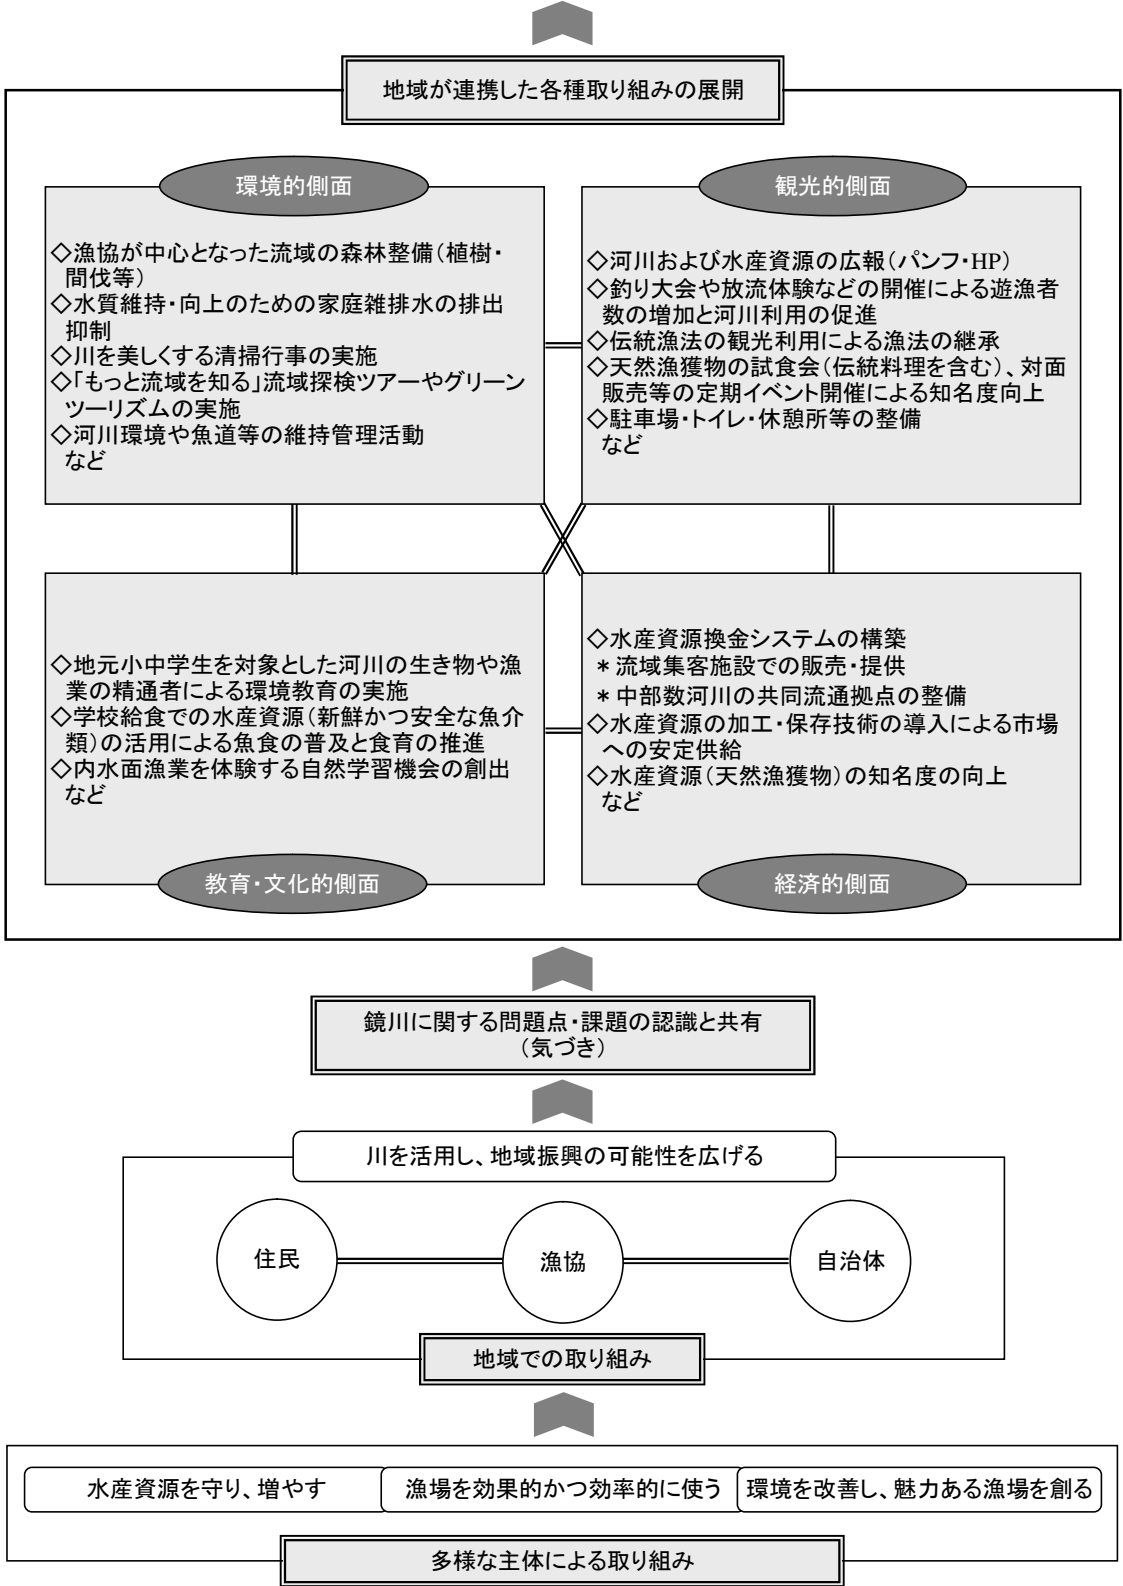 地域が連携した各種取り組みの展開
環境的側面
◇漁協が中心となった流域の森林整備（植樹・
間伐等）
◇水質維持・向上のための家庭雑排水の排出
抑制
◇川を美しくする清掃行事の実施
◇「もっと流域を知る」流域探検ツアーやグリーン
ツーリズムの実施
◇河川環境や魚道等の維持管理活動
など
観光的側面
◇河川および水産資源の広報（パンフ・HP）
◇釣り大会や放流体験などの開催による遊漁者
数の増加と河川利用の促進
◇伝統漁法の観光利用による漁法の継承
◇天然漁獲物の試食会（伝統料理を含む）、対面
販売等の定期イベント開催による知名度向上
◇駐車場・トイレ・休憩所等の整備
など
◇地元小中学生を対象とした河川の生き物や漁
業の精通者による環境教育の実施
◇学校給食での水産資源（新鮮かつ安全な魚介
類）の活用による魚食の普及と食育の推進
◇内水面漁業を体験する自然学習機会の創出
など
教育・文化的側面
◇水産資源換金システムの構築
＊流域集客施設での販売・提供
＊中部数河川の共同流通拠点の整備
◇水産資源の加工・保存技術の導入による市場
への安定供給
◇水産資源（天然漁獲物）の知名度の向上
など
経済的側面
鏡川に関する問題点・課題の認識と共有
（気づき）
川を活用し、地域振興の可能性を広げる
住民
漁協
自治体
地域での取り組み
水産資源を守り、増やす
漁場を効果的かつ効率的に使う
環境を改善し、魅力ある漁場を創る
多様な主体による取り組み